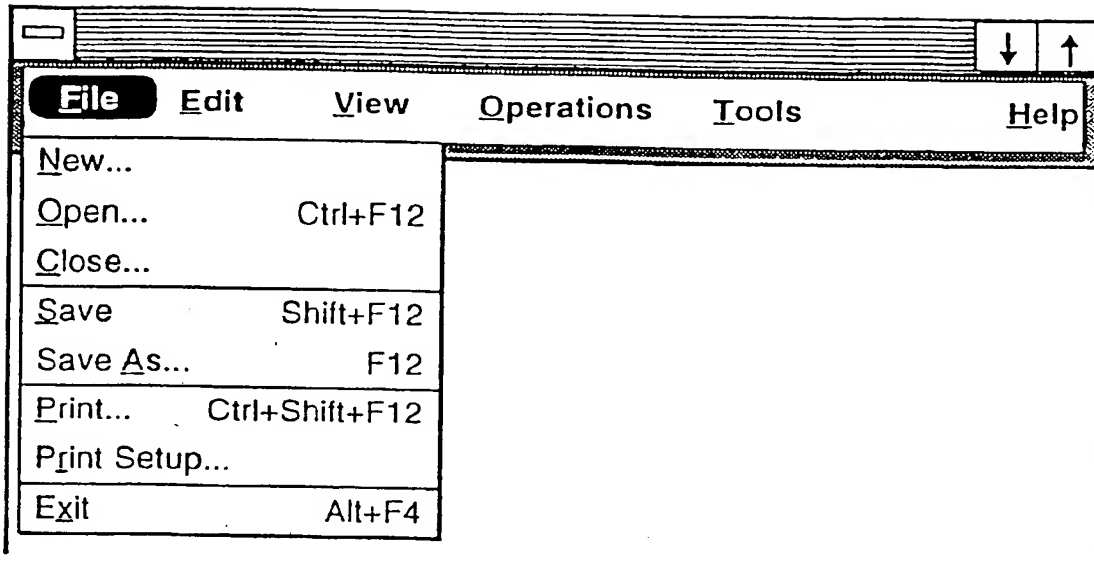 File Edit View Operations Tools Help
New...
Open... Ctrl+F12
Close...
Save Shift+F12
Save As... F12
Print... Ctrl+Shift+F12
Print Setup...
Exit Alt+F4